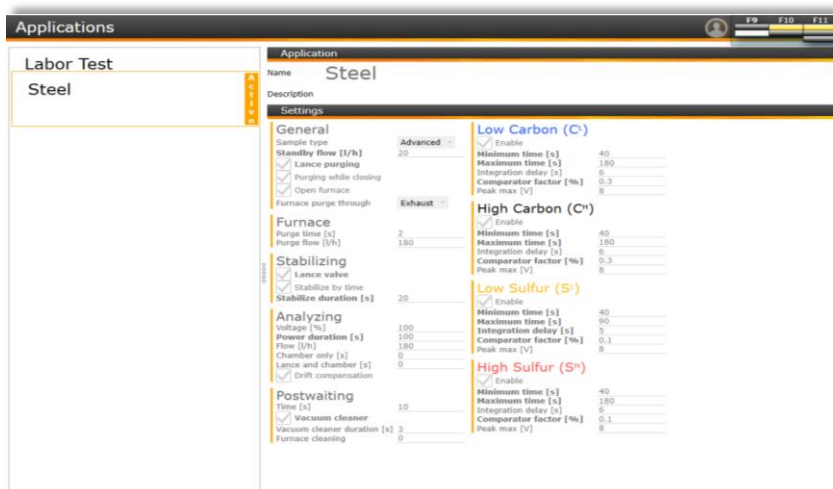 Applications
F9 F10 F11
Labor Test
Steel
Active
Application
Name Steel
Description
Settings
General
Sample type Advanced
Standby flow [l/h] 20
Lance purging
Purging while closing
Open furnace
Furnace purge through Exhaust
Furnace
Purge time [s] 2
Purge flow [l/h] 180
Stabilizing
Lance valve
Stabilize by time
Stabilize duration [s] 20
Analyzing
Voltage [%] 100
Power duration [s] 100
Flow [l/h] 180
Chamber only [s] 0
Lance and chamber [s] 0
Drift compensation
Postwaiting
Time [s] 10
Vacuum cleaner
Vacuum cleaner duration [s] 3
Furnace cleaning 0
Low Carbon (Cᴸ)
Enable
Minimum time [s] 40
Maximum time [s] 180
Integration delay [s] 6
Comparator factor [%] 0.3
Peak max [V] 8
High Carbon (Cᴴ)
Enable
Minimum time [s] 40
Maximum time [s] 180
Integration delay [s] 6
Comparator factor [%] 0.3
Peak max [V] 8
Low Sulfur (Sᴸ)
Enable
Minimum time [s] 40
Maximum time [s] 90
Integration delay [s] 5
Comparator factor [%] 0.1
Peak max [V] 8
High Sulfur (Sᴴ)
Enable
Minimum time [s] 40
Maximum time [s] 180
Integration delay [s] 6
Comparator factor [%] 0.1
Peak max [V] 8